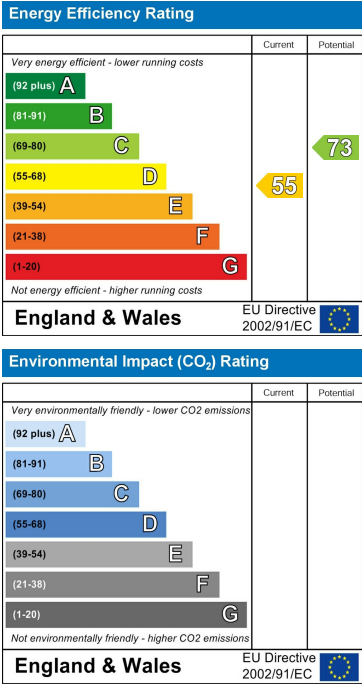 Energy Efficiency Rating
Current Potential
Very energy efficient - lower running costs
(92 plus) A
(81-91) B
(69-80) C
73
(55-68) D
55
(39-54) E
(21-38) F
(1-20) G
Not energy efficient - higher running costs
England & Wales
EU Directive
2002/91/EC
Environmental Impact (CO₂) Rating
Current Potential
Very environmentally friendly - lower CO2 emissions
(92 plus) A
(81-91) B
(69-80) C
(55-68) D
(39-54) E
(21-38) F
(1-20) G
Not environmentally friendly - higher CO2 emissions
England & Wales
EU Directive
2002/91/EC